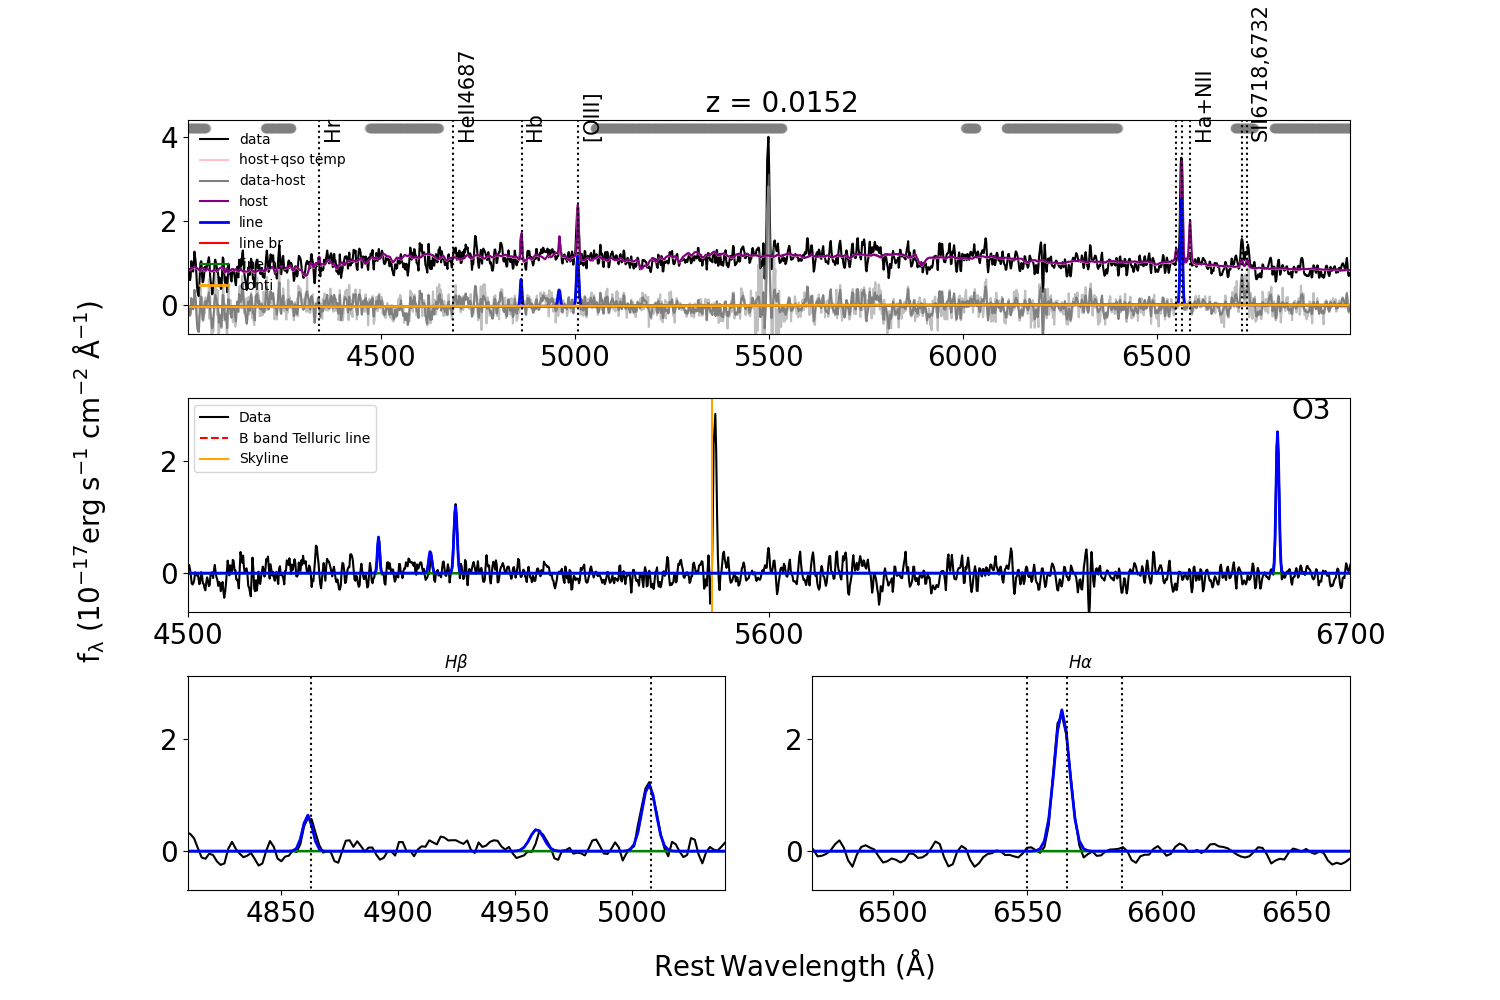 z = 0.0152
Hr
HeII4687
Hb
[OIII]
Ha+NII
SII6718,6732
4
2
0
data
host+qso temp
data-host
host
line
line br
conti
4500 5000 5500 6000 6500
f_λ (10^−17 erg s^−1 cm^−2 Å^−1)
O3
Data
B band Telluric line
Skyline
2
0
4500 5600 6700
Hβ
2
0
4850 4900 4950 5000
Hα
2
0
6500 6550 6600 6650
Rest Wavelength (Å)